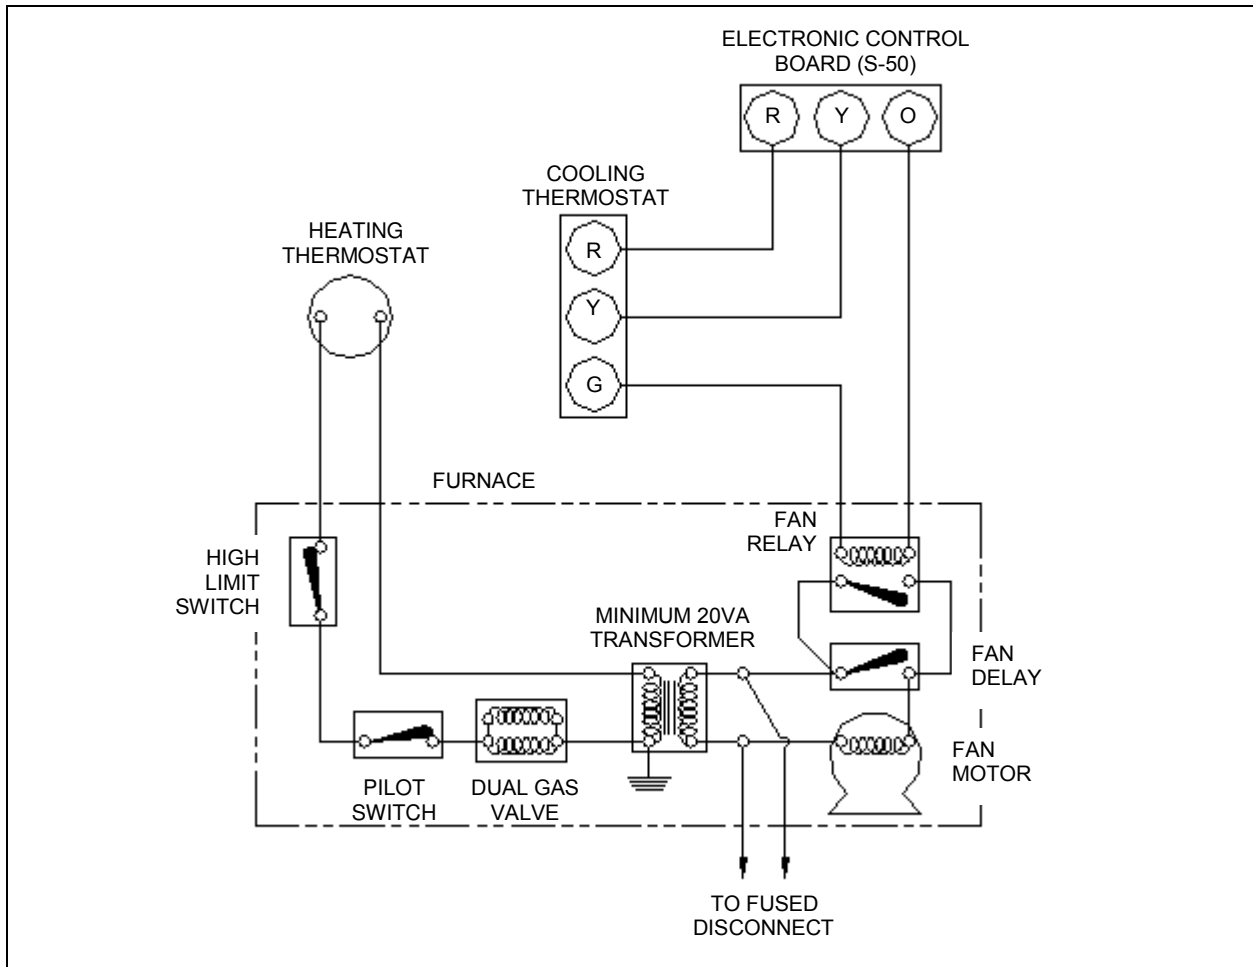 ELECTRONIC CONTROL
BOARD (S-50)
R Y O
COOLING
THERMOSTAT
R
Y
G
HEATING
THERMOSTAT
FURNACE
FAN
RELAY
HIGH
LIMIT
SWITCH
MINIMUM 20VA
TRANSFORMER
FAN
DELAY
PILOT
SWITCH
DUAL GAS
VALVE
FAN
MOTOR
TO FUSED
DISCONNECT